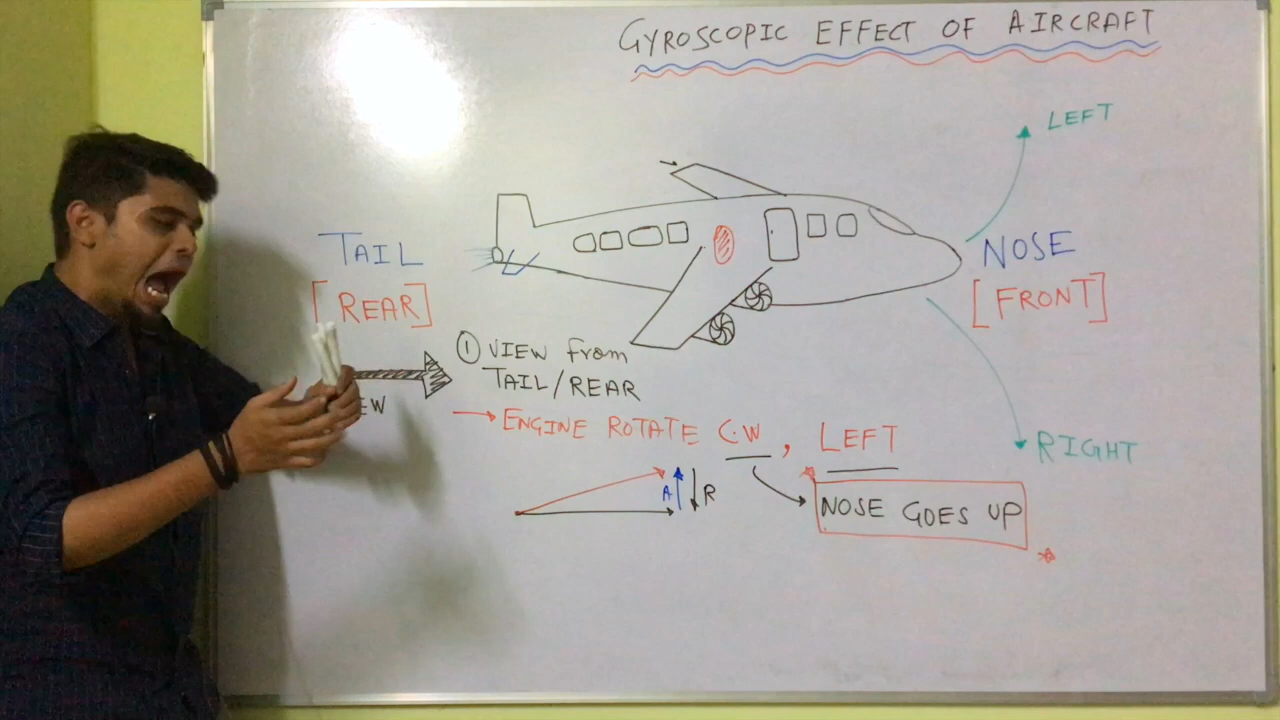 GYROSCOPIC EFFECT OF AIRCRAFT
LEFT
TAIL
[REAR]
NOSE
[FRONT]
① VIEW from
TAIL/REAR
→ ENGINE ROTATE C.W, LEFT
RIGHT
A
R
NOSE GOES UP